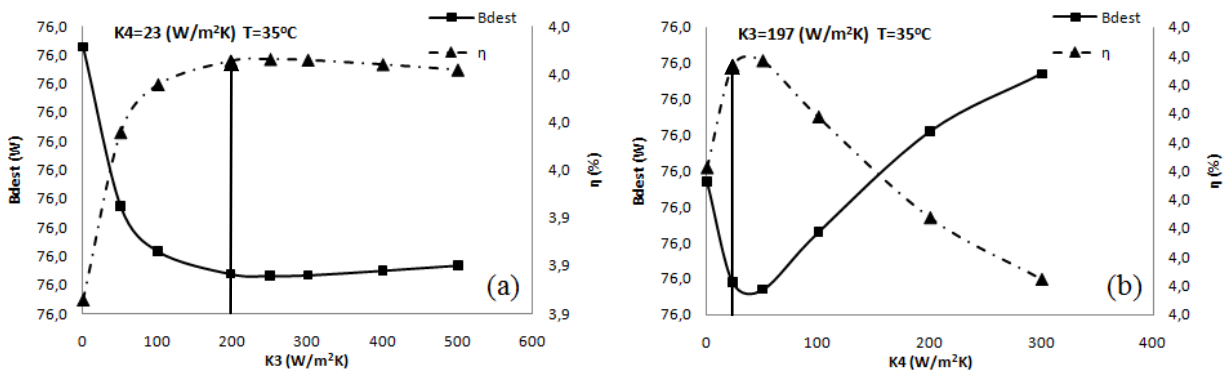 K4=23 (W/m²K) T=35ºC
Bdest
η
76,0
76,0
76,0
76,0
76,0
76,0
76,0
76,0
76,0
76,0
76,0
Bdest (W)
4,0
4,0
4,0
4,0
3,9
3,9
3,9
η (%)
(a)
0 100 200 300 400 500 600
K3 (W/m²K)
K3=197 (W/m²K) T=35ºC
Bdest
η
76,0
76,0
76,0
76,0
76,0
76,0
76,0
76,0
76,0
Bdest (W)
4,0
4,0
4,0
4,0
4,0
4,0
4,0
4,0
4,0
η (%)
(b)
0 100 200 300 400
K4 (W/m²K)